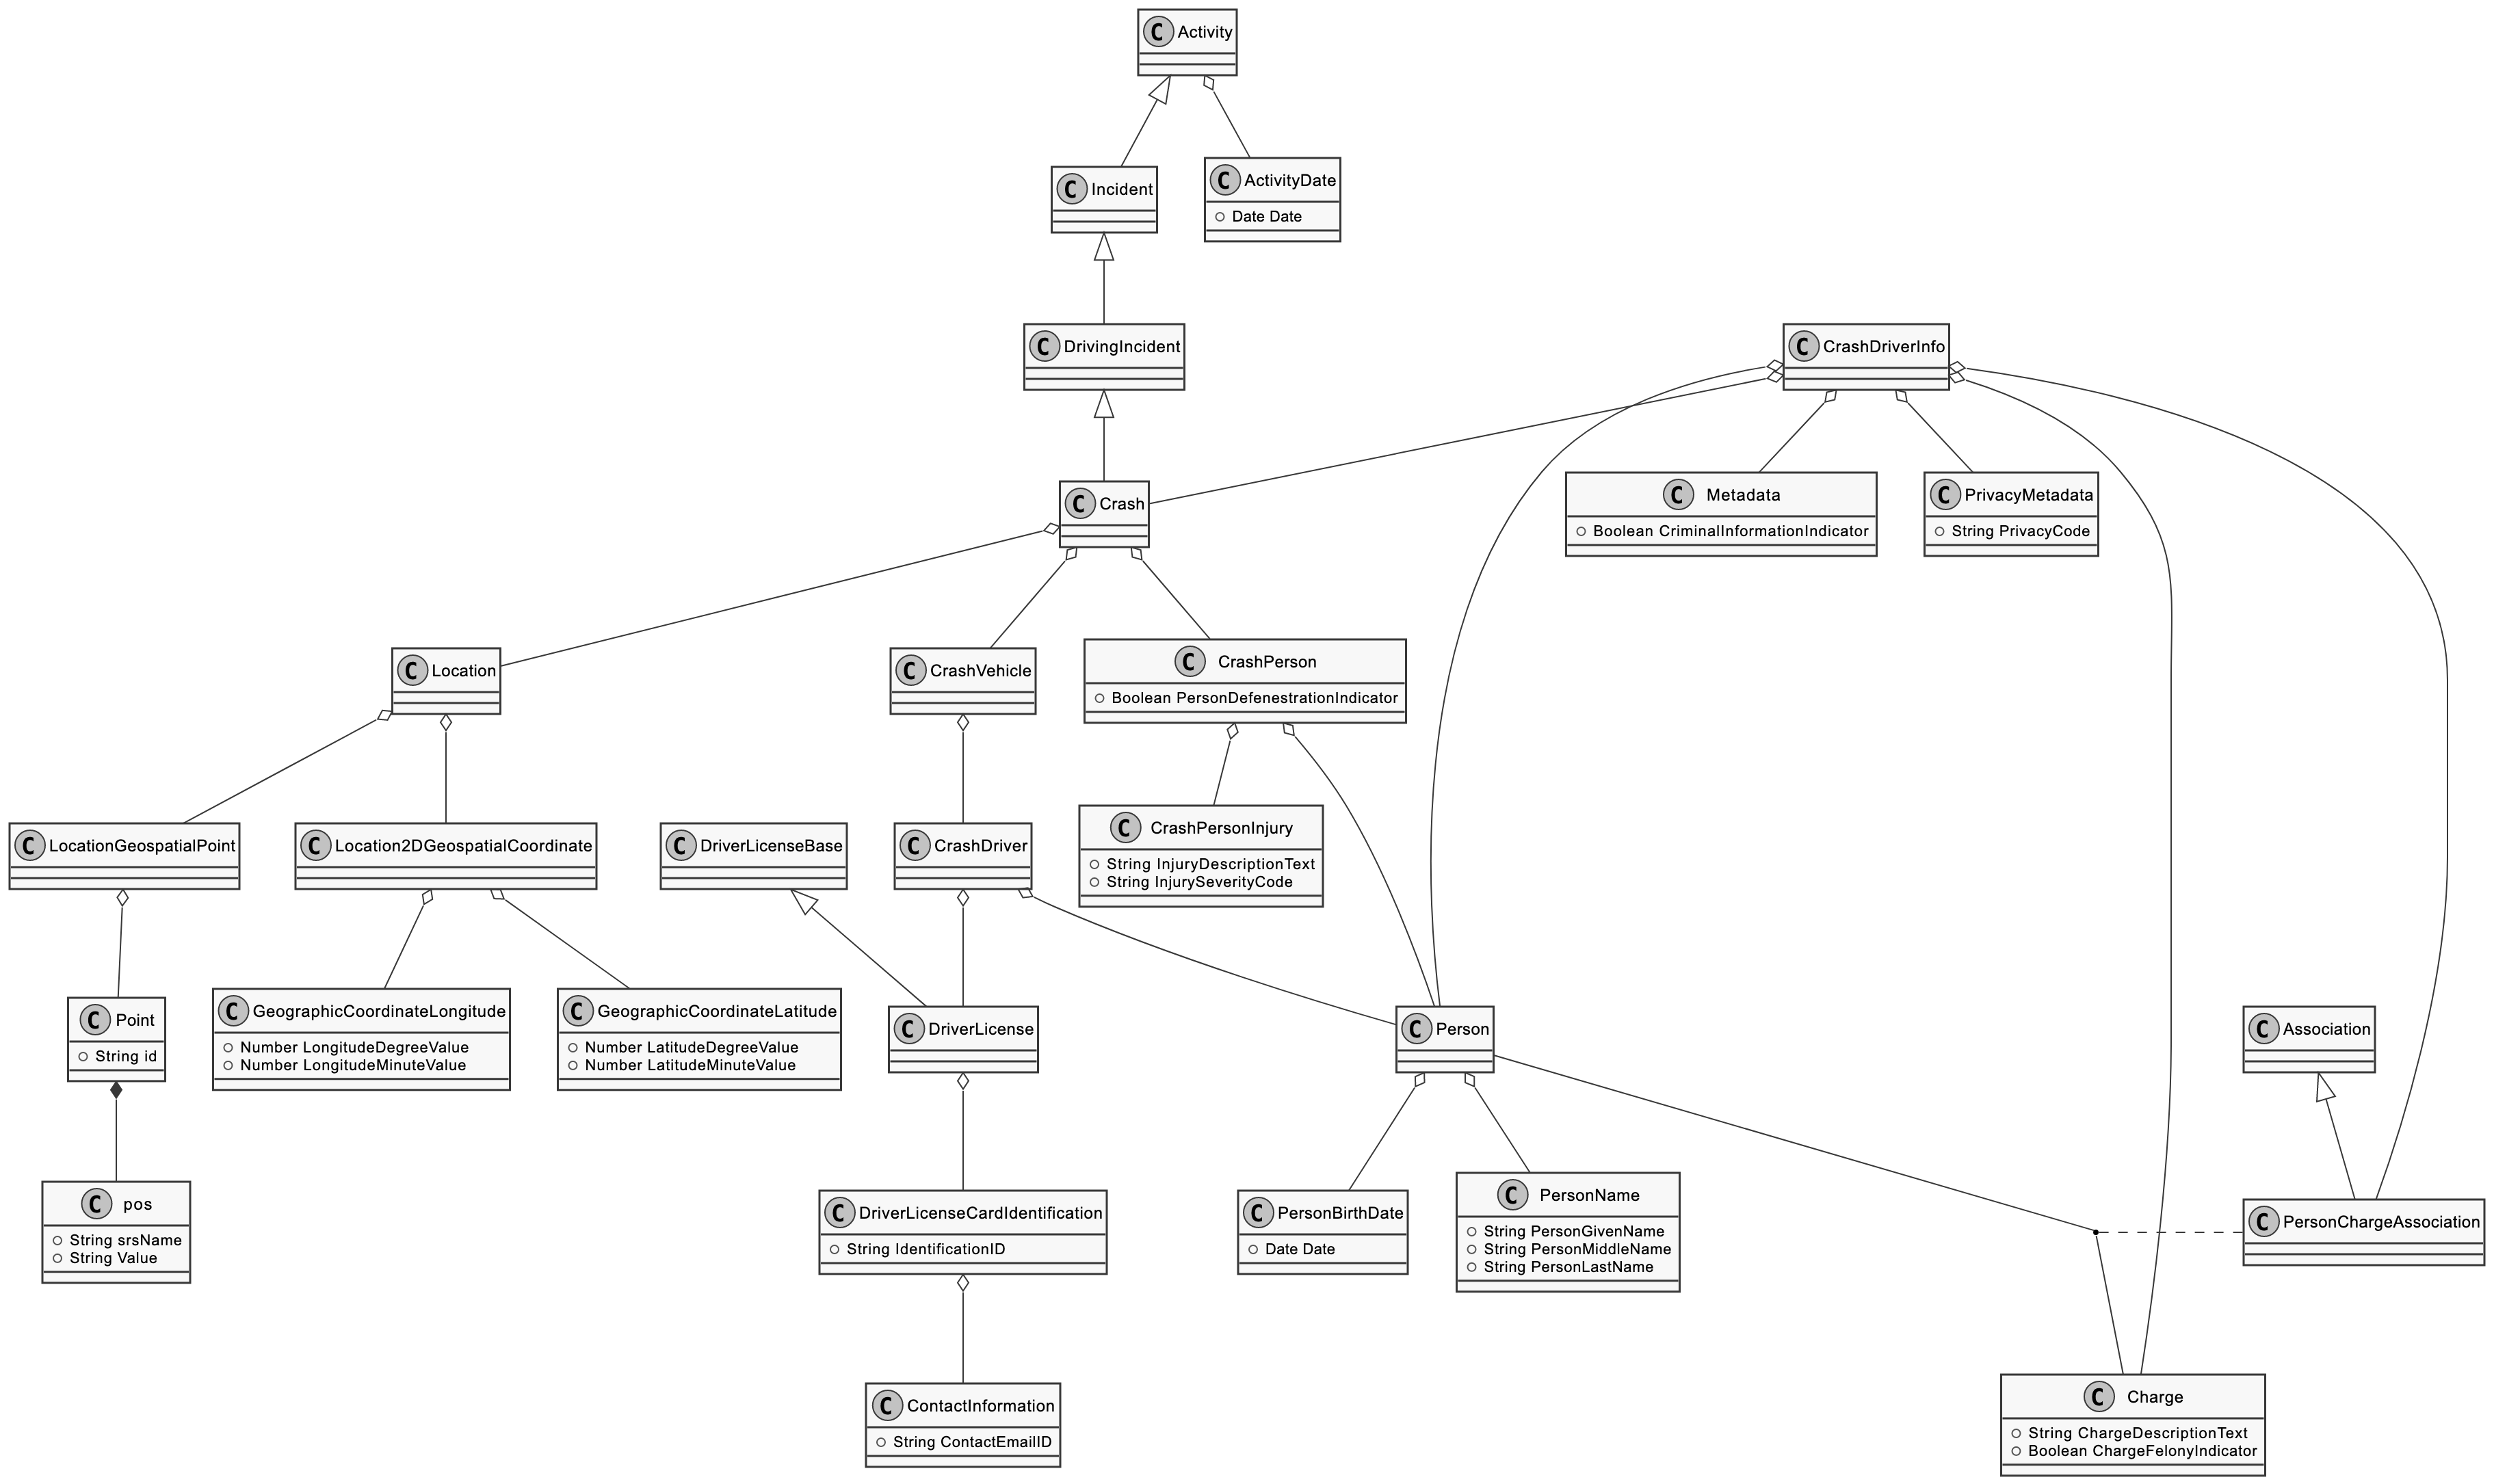 C Activity
C Incident
C ActivityDate
Date Date
C DrivingIncident
C CrashDriverInfo
C Crash
C Metadata
Boolean CriminalInformationIndicator
C PrivacyMetadata
String PrivacyCode
C Location
C CrashVehicle
C CrashPerson
Boolean PersonDefenestrationIndicator
C LocationGeospatialPoint
C Location2DGeospatialCoordinate
C DriverLicenseBase
C CrashDriver
C CrashPersonInjury
String InjuryDescriptionText
String InjurySeverityCode
C Point
String id
C GeographicCoordinateLongitude
Number LongitudeDegreeValue
Number LongitudeMinuteValue
C GeographicCoordinateLatitude
Number LatitudeDegreeValue
Number LatitudeMinuteValue
C DriverLicense
C Person
C Association
C pos
String srsName
String Value
C DriverLicenseCardIdentification
String IdentificationID
C PersonBirthDate
Date Date
C PersonName
String PersonGivenName
String PersonMiddleName
String PersonLastName
C PersonChargeAssociation
C ContactInformation
String ContactEmailID
C Charge
String ChargeDescriptionText
Boolean ChargeFelonyIndicator